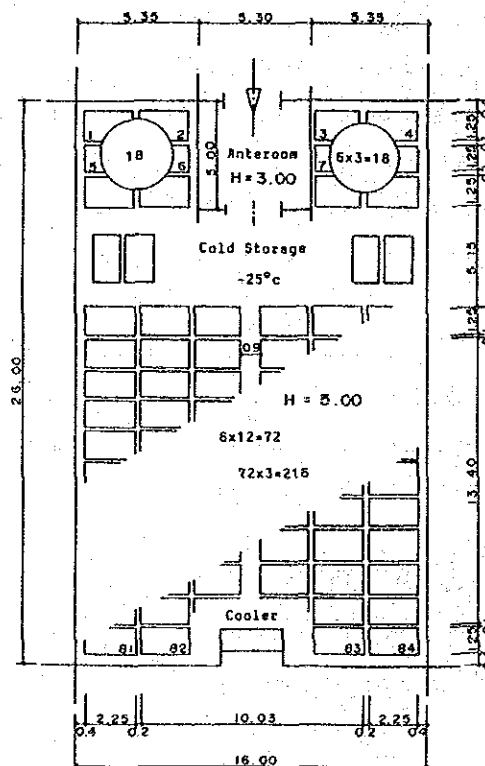 5.35 5.30 5.35
1 2 3 4
18 Anteroom 6x3=18
5 6 7
H=3.00
5.00
1.25
1.25
1.25
Cold Storage
-25°c
5.15
1.25
09
26.00
H = 5.00
6x12=72
72x3=216
13.40
Cooler
81 82 83 84
1.25
0.4 2.25 0.2 10.03 0.2 2.25 0.4
16.00